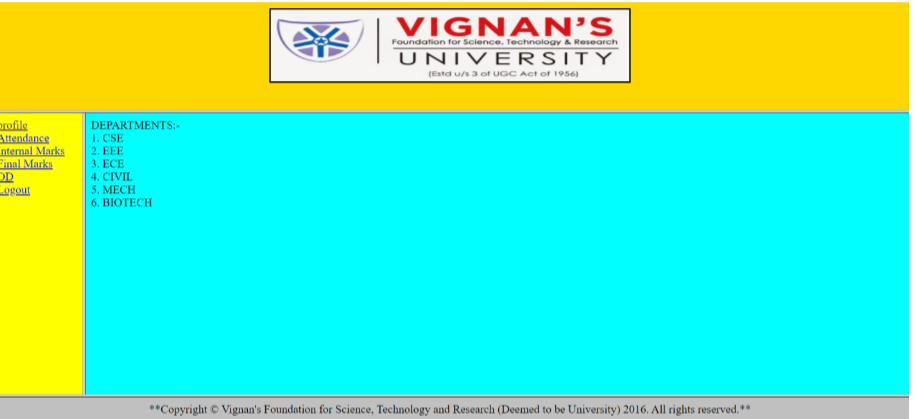 VIGNAN'S
Foundation for Science, Technology & Research
UNIVERSITY
(Estd u/s 3 of UGC Act of 1956)
profile
Attendance
Internal Marks
Final Marks
OD
Logout
DEPARTMENTS:-
1. CSE
2. EEE
3. ECE
4. CIVIL
5. MECH
6. BIOTECH
**Copyright © Vignan's Foundation for Science, Technology and Research (Deemed to be University) 2016. All rights reserved.**